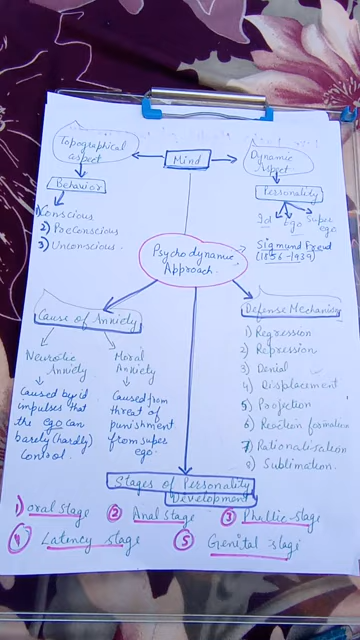 Topographical
aspect
Mind
Dynamic
Aspect
Behavior
1) Conscious
2) Preconscious
3) Unconscious.
Personality
Id
Ego
Super
ego
Sigmund Freud
(1856-1939)
Psychodynamic
Approach.
Cause of Anxiety
Neurotic
Anxiety
Caused by id
impulses that
the ego can
barely (hardly)
control.
Moral
Anxiety
Caused from
threat of
punishment
from super
ego.
Defense Mechanism
1) Regression
2) Repression
3) Denial
4) Displacement
5) Projection
6) Reaction formation
7) Rationalisation
8) Sublimation.
Stages of Personality
Development
1) oral stage
2 Anal stage
3 Phallic-stage
4 Latency stage
5 Genital stage